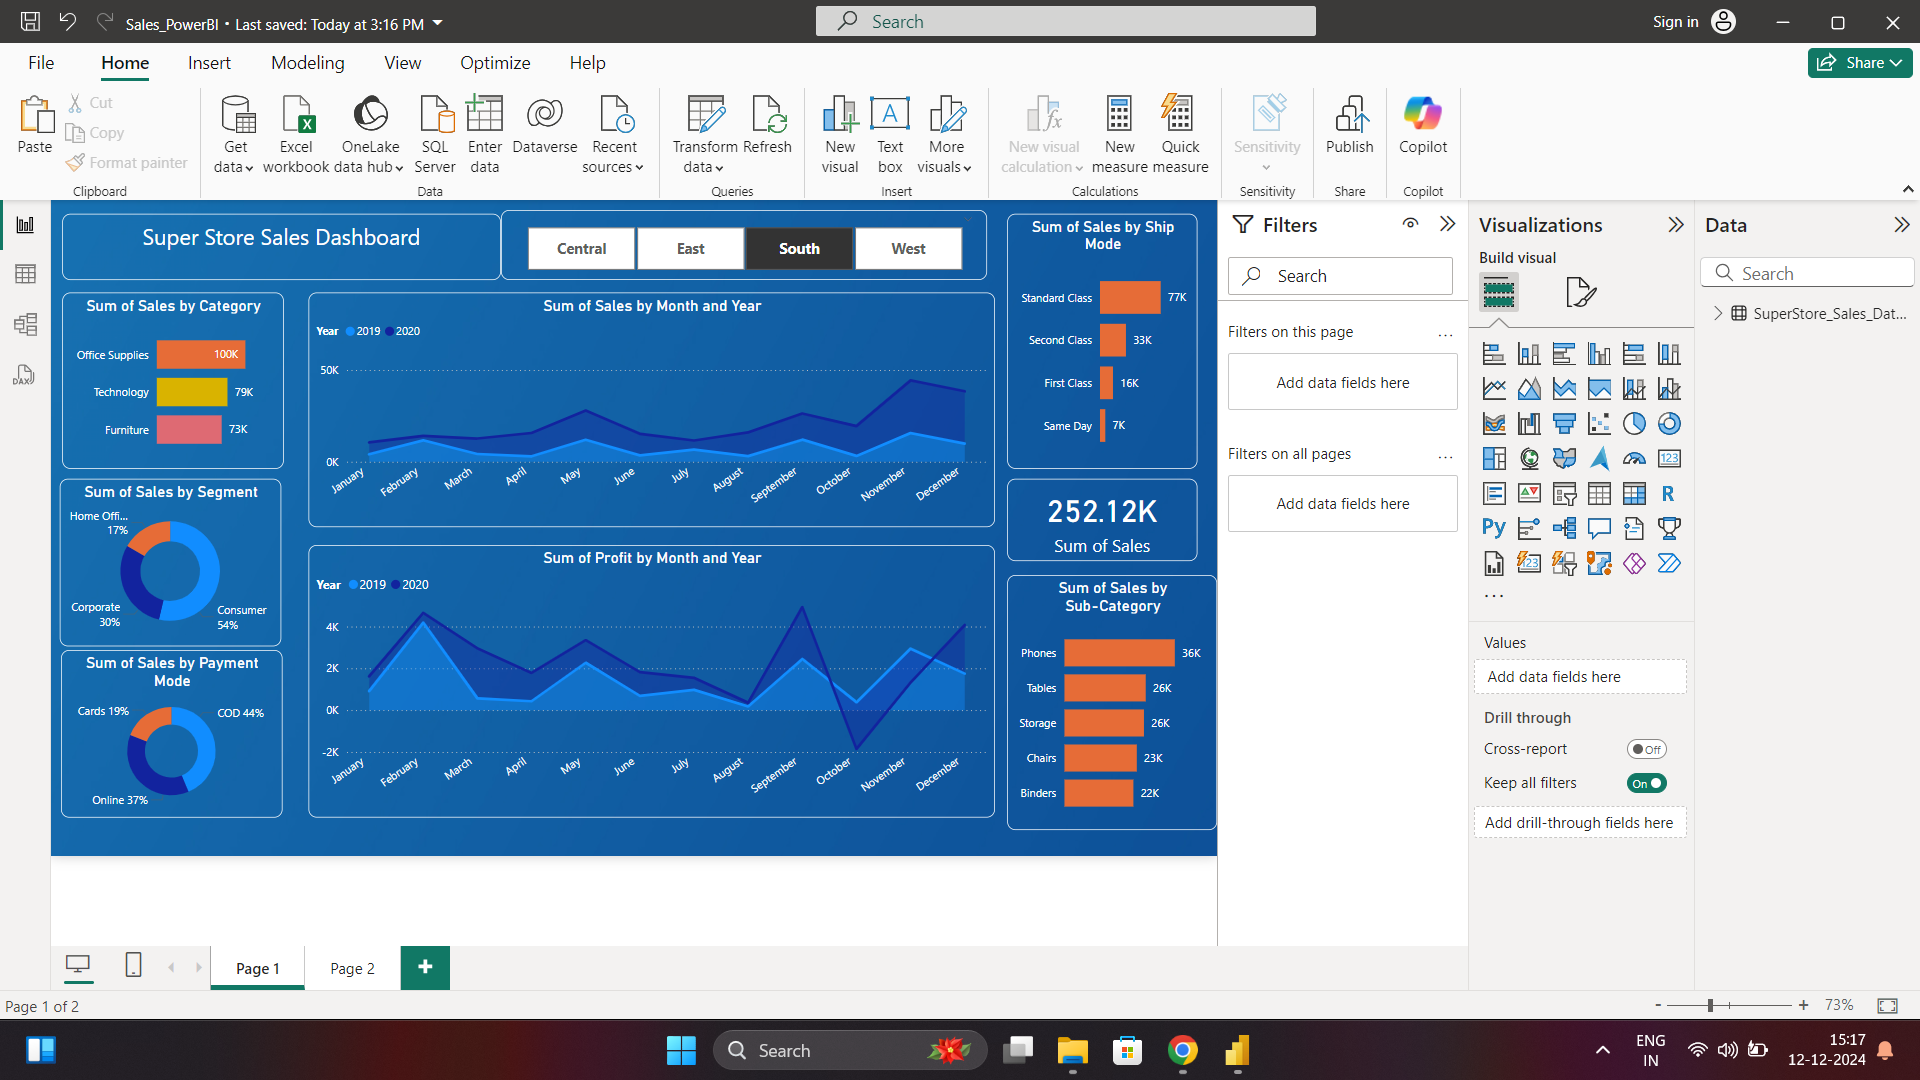 Sales_PowerBI • Last saved: Today at 3:16 PM
Search
Sign in
File
Home
Insert
Modeling
View
Optimize
Help
Share
Paste
Cut
Copy
Format painter
Clipboard
Get data
Excel workbook
OneLake data hub
SQL Server
Enter data
Dataverse
Recent sources
Data
Transform data
Refresh
Queries
New visual
Text box
More visuals
Insert
New visual calculation
New measure
Quick measure
Calculations
Sensitivity
Sensitivity
Publish
Share
Copilot
Copilot
DAX
Super Store Sales Dashboard
Central
East
South
West
Sum of Sales by Category
Office Supplies
100K
Technology
79K
Furniture
73K
Sum of Sales by Segment
Home Offi...
17%
Corporate
30%
Consumer
54%
Sum of Sales by Payment
Mode
Cards 19%
COD 44%
Online 37%
Sum of Sales by Month and Year
Year 2019 2020
50K
0K
January February March April May June July August September October November December
Sum of Profit by Month and Year
Year 2019 2020
4K
2K
0K
-2K
January February March April May June July August September October November December
Sum of Sales by Ship
Mode
Standard Class
77K
Second Class
33K
First Class
16K
Same Day
7K
252.12K
Sum of Sales
Sum of Sales by
Sub-Category
Phones
36K
Tables
26K
Storage
26K
Chairs
23K
Binders
22K
Filters
Search
Filters on this page
...
Add data fields here
Filters on all pages
...
Add data fields here
Visualizations
Build visual
123
R
Py
123
...
Values
Add data fields here
Drill through
Cross-report
Off
Keep all filters
On
Add drill-through fields here
Data
Search
SuperStore_Sales_Dat...
Page 1
Page 2
+
Page 1 of 2
- + 73%
Search
ENG
IN
15:17
12-12-2024